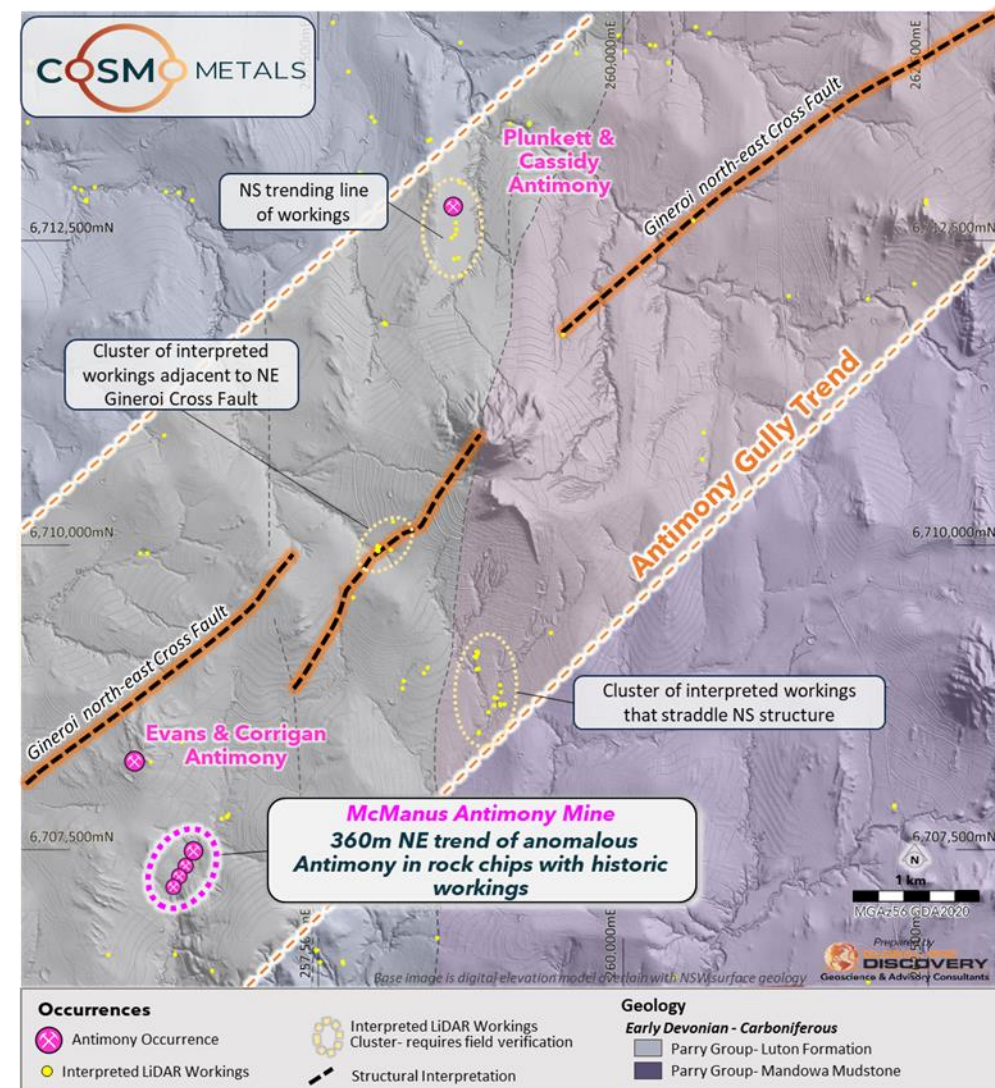 COSMO METALS
260,000mE
Plunkett &
Cassidy
Antimony
Gineroi north-east Cross Fault
NS trending line
of workings
6,712,500mN
Cluster of interpreted
workings adjacent to NE
Gineroi Cross Fault
Antimony Gully Trend
6,710,000mN
6,710,000mN
Gineroi north-east Cross Fault
Cluster of interpreted workings
that straddle NS structure
Evans & Corrigan
Antimony
McManus Antimony Mine
360m NE trend of anomalous
Antimony in rock chips with historic
workings
6,707,500mN
6,707,500mN
N
1 km
MGAz56 GDA2020
260,000mE
Prepared by
DISCOVERY
Geoscience & Advisory Consultants
Base image is digital elevation model overlain with NSW surface geology
Occurrences
Antimony Occurrence
Interpreted LiDAR Workings
Interpreted LiDAR Workings
Cluster- requires field verification
Structural Interpretation
Geology
Early Devonian - Carboniferous
Parry Group- Luton Formation
Parry Group- Mandowa Mudstone